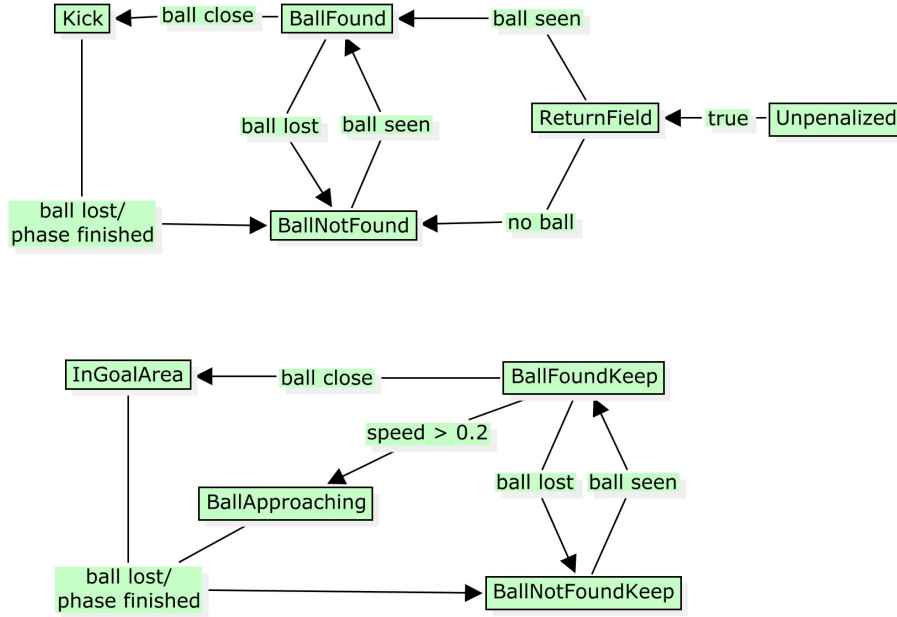 Kick
ball close
BallFound
ball seen
ball lost
ball seen
ReturnField
true
Unpenalized
ball lost/
phase finished
BallNotFound
no ball
InGoalArea
ball close
BallFoundKeep
speed > 0.2
ball lost
ball seen
BallApproaching
ball lost/
phase finished
BallNotFoundKeep